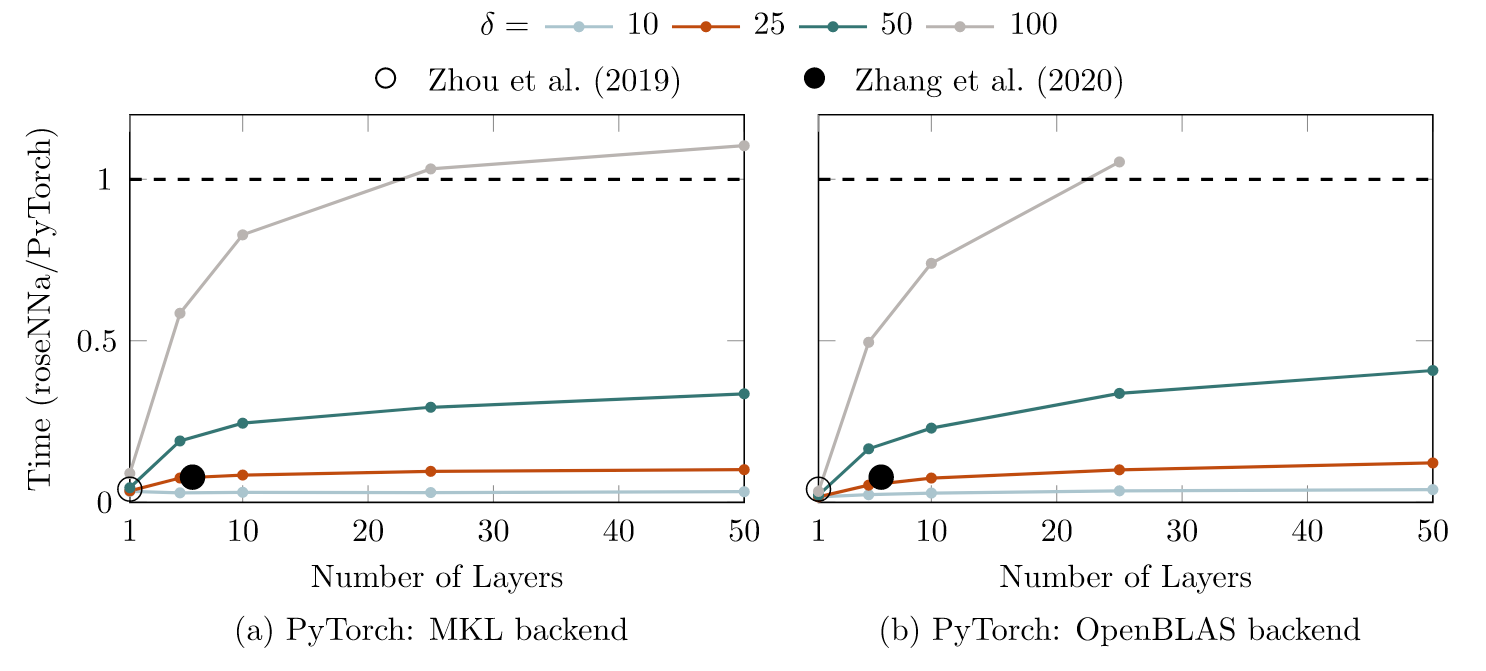 δ = 10 25 50 100
Zhou et al. (2019) Zhang et al. (2020)
Time (roseNNa/PyTorch)
1
0.5
0
1 10 20 30 40 50
Number of Layers
(a) PyTorch: MKL backend
1 10 20 30 40 50
Number of Layers
(b) PyTorch: OpenBLAS backend